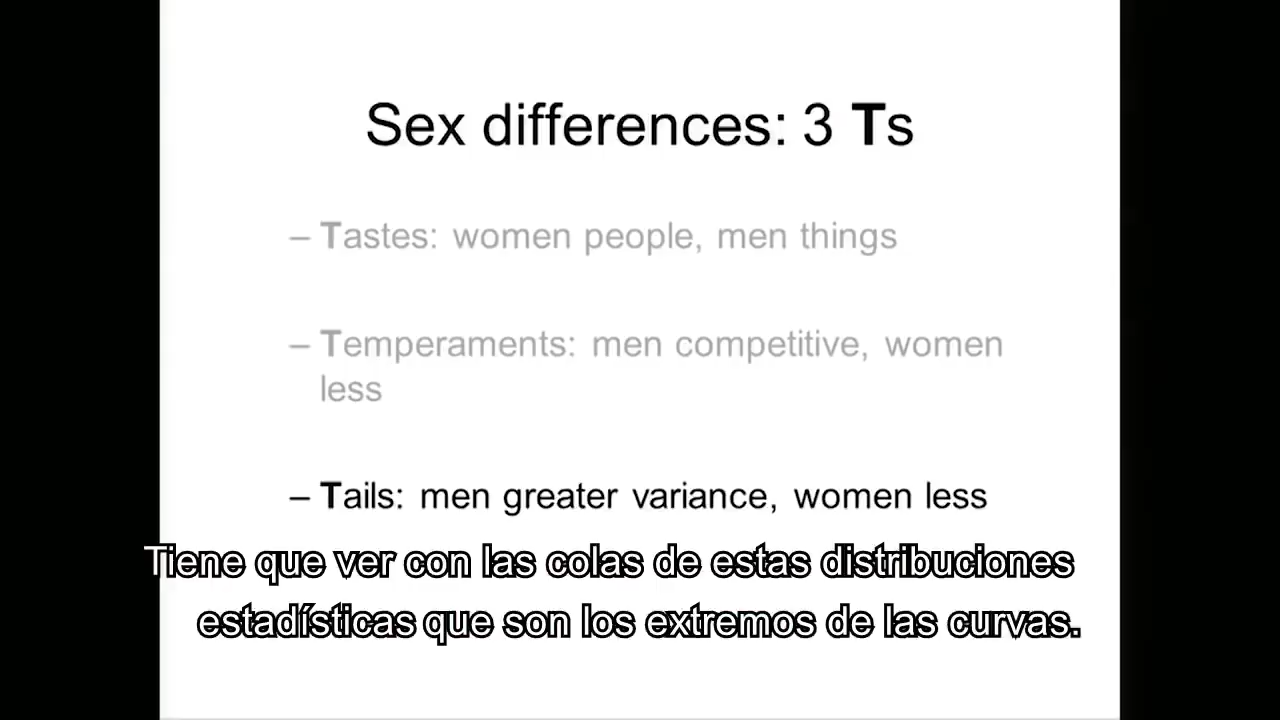 Sex differences: 3 Ts
– Tastes: women people, men things
– Temperaments: men competitive, women
less
– Tails: men greater variance, women less
Tiene que ver con las colas de estas distribuciones
estadísticas que son los extremos de las curvas.